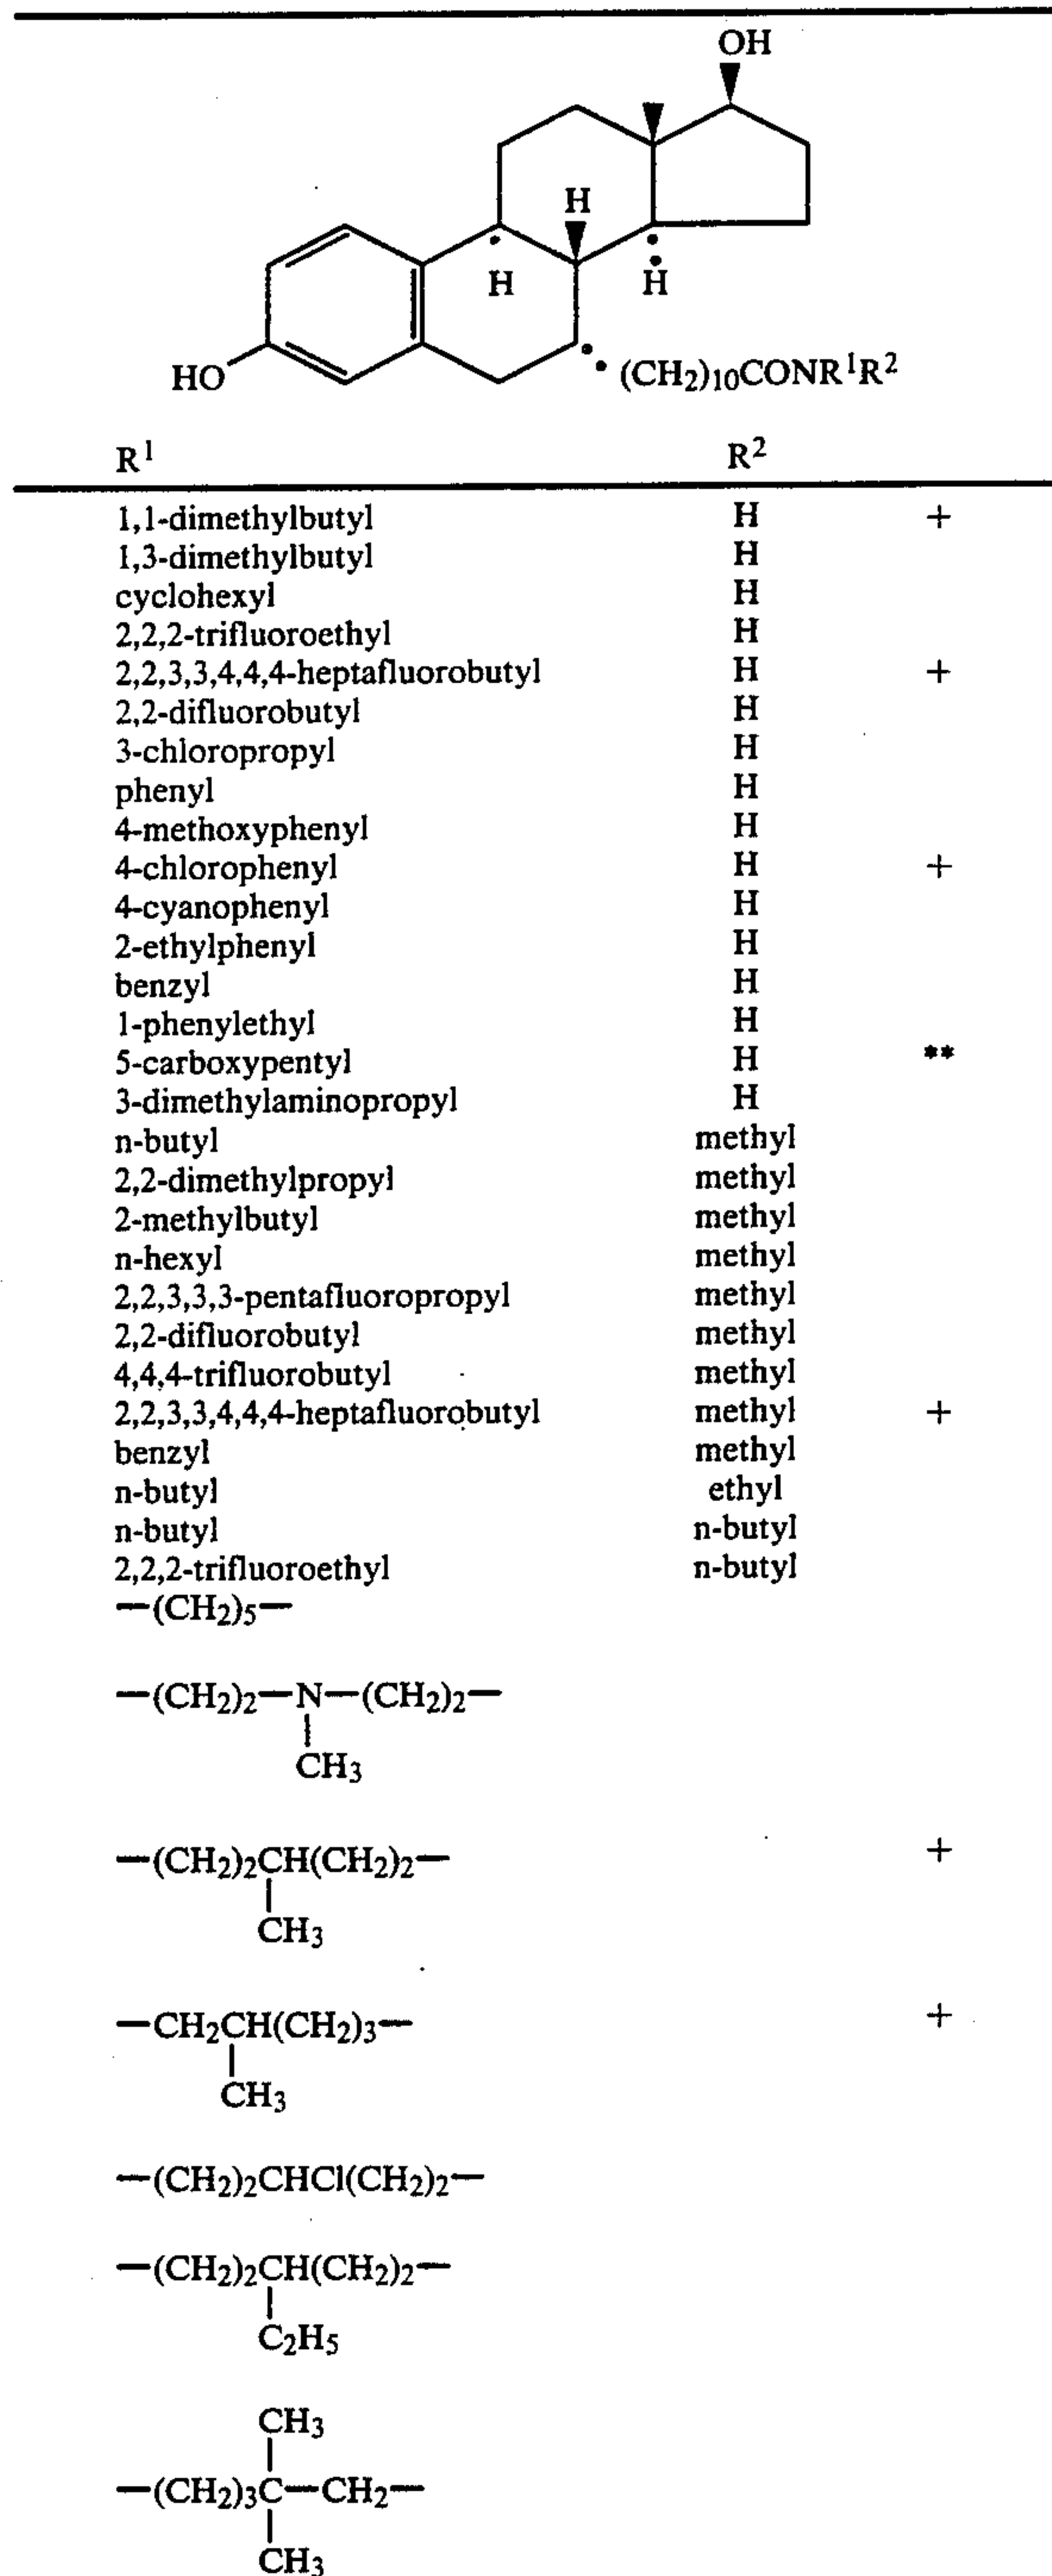 OH
H
H
H
HO
(CH2)10CONR1R2
R1 R2
1,1-dimethylbutyl H +
1,3-dimethylbutyl H
cyclohexyl H
2,2,2-trifluoroethyl H
2,2,3,3,4,4,4-heptafluorobutyl H +
2,2-difluorobutyl H
3-chloropropyl H
phenyl H
4-methoxyphenyl H
4-chlorophenyl H +
4-cyanophenyl H
2-ethylphenyl H
benzyl H
1-phenylethyl H
5-carboxypentyl H **
3-dimethylaminopropyl H
n-butyl methyl
2,2-dimethylpropyl methyl
2-methylbutyl methyl
n-hexyl methyl
2,2,3,3,3-pentafluoropropyl methyl
2,2-difluorobutyl methyl
4,4,4-trifluorobutyl methyl
2,2,3,3,4,4,4-heptafluorobutyl methyl +
benzyl methyl
n-butyl ethyl
n-butyl n-butyl
2,2,2-trifluoroethyl n-butyl
—(CH2)5—
—(CH2)2—N—(CH2)2—
CH3
—(CH2)2CH(CH2)2— +
CH3
—CH2CH(CH2)3— +
CH3
—(CH2)2CHCl(CH2)2—
—(CH2)2CH(CH2)2—
C2H5
CH3
—(CH2)3C—CH2—
CH3